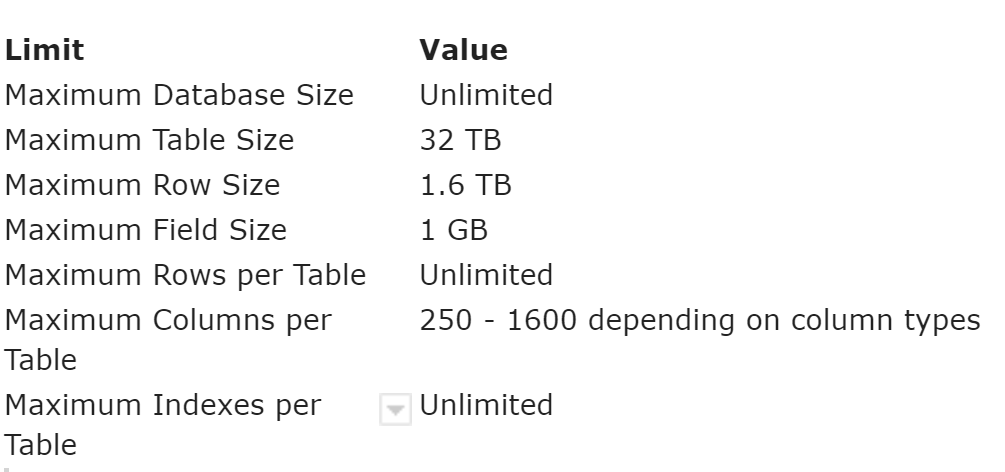 Limit Value
Maximum Database Size Unlimited
Maximum Table Size 32 TB
Maximum Row Size 1.6 TB
Maximum Field Size 1 GB
Maximum Rows per Table Unlimited
Maximum Columns per 250 - 1600 depending on column types
Table
Maximum Indexes per Unlimited
Table